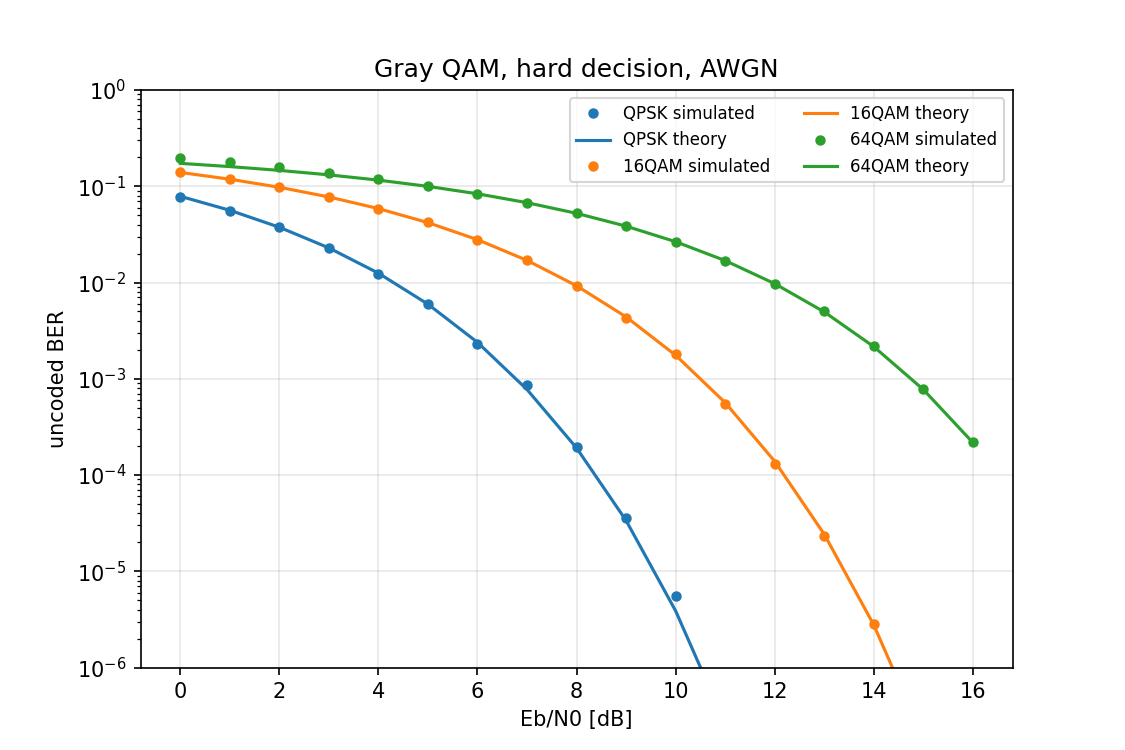 Gray QAM, hard decision, AWGN
QPSK simulated
QPSK theory
16QAM simulated
16QAM theory
64QAM simulated
64QAM theory
uncoded BER
10⁰
10⁻¹
10⁻²
10⁻³
10⁻⁴
10⁻⁵
10⁻⁶
0 2 4 6 8 10 12 14 16
Eb/N0 [dB]